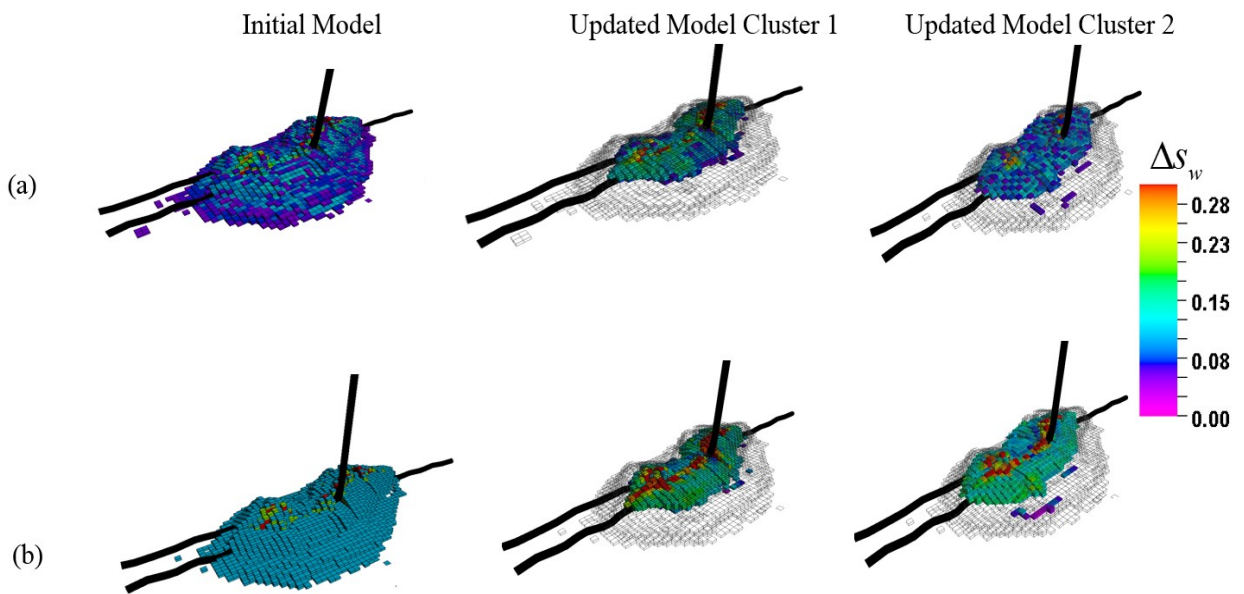 Initial Model
Updated Model Cluster 1
Updated Model Cluster 2
(a)
Δs_w
0.28
0.23
0.15
0.08
0.00
(b)